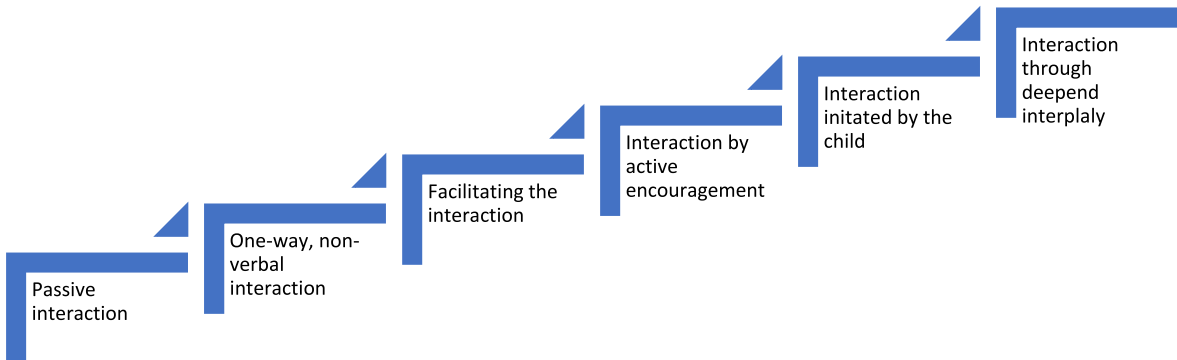 Passive
interaction
One-way, non-
verbal
interaction
Facilitating the
interaction
Interaction by
active
encouragement
Interaction
initated by the
child
Interaction
through
deepend
interplaly